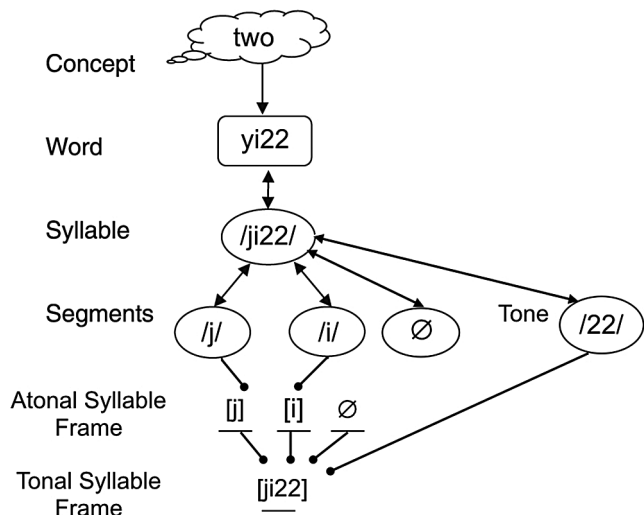 two
Concept
Word
yi22
Syllable
/ji22/
Segments
/j/
/i/
∅
Tone
/22/
Atonal Syllable
Frame
[j]
[i]
∅
Tonal Syllable
Frame
[ji22]